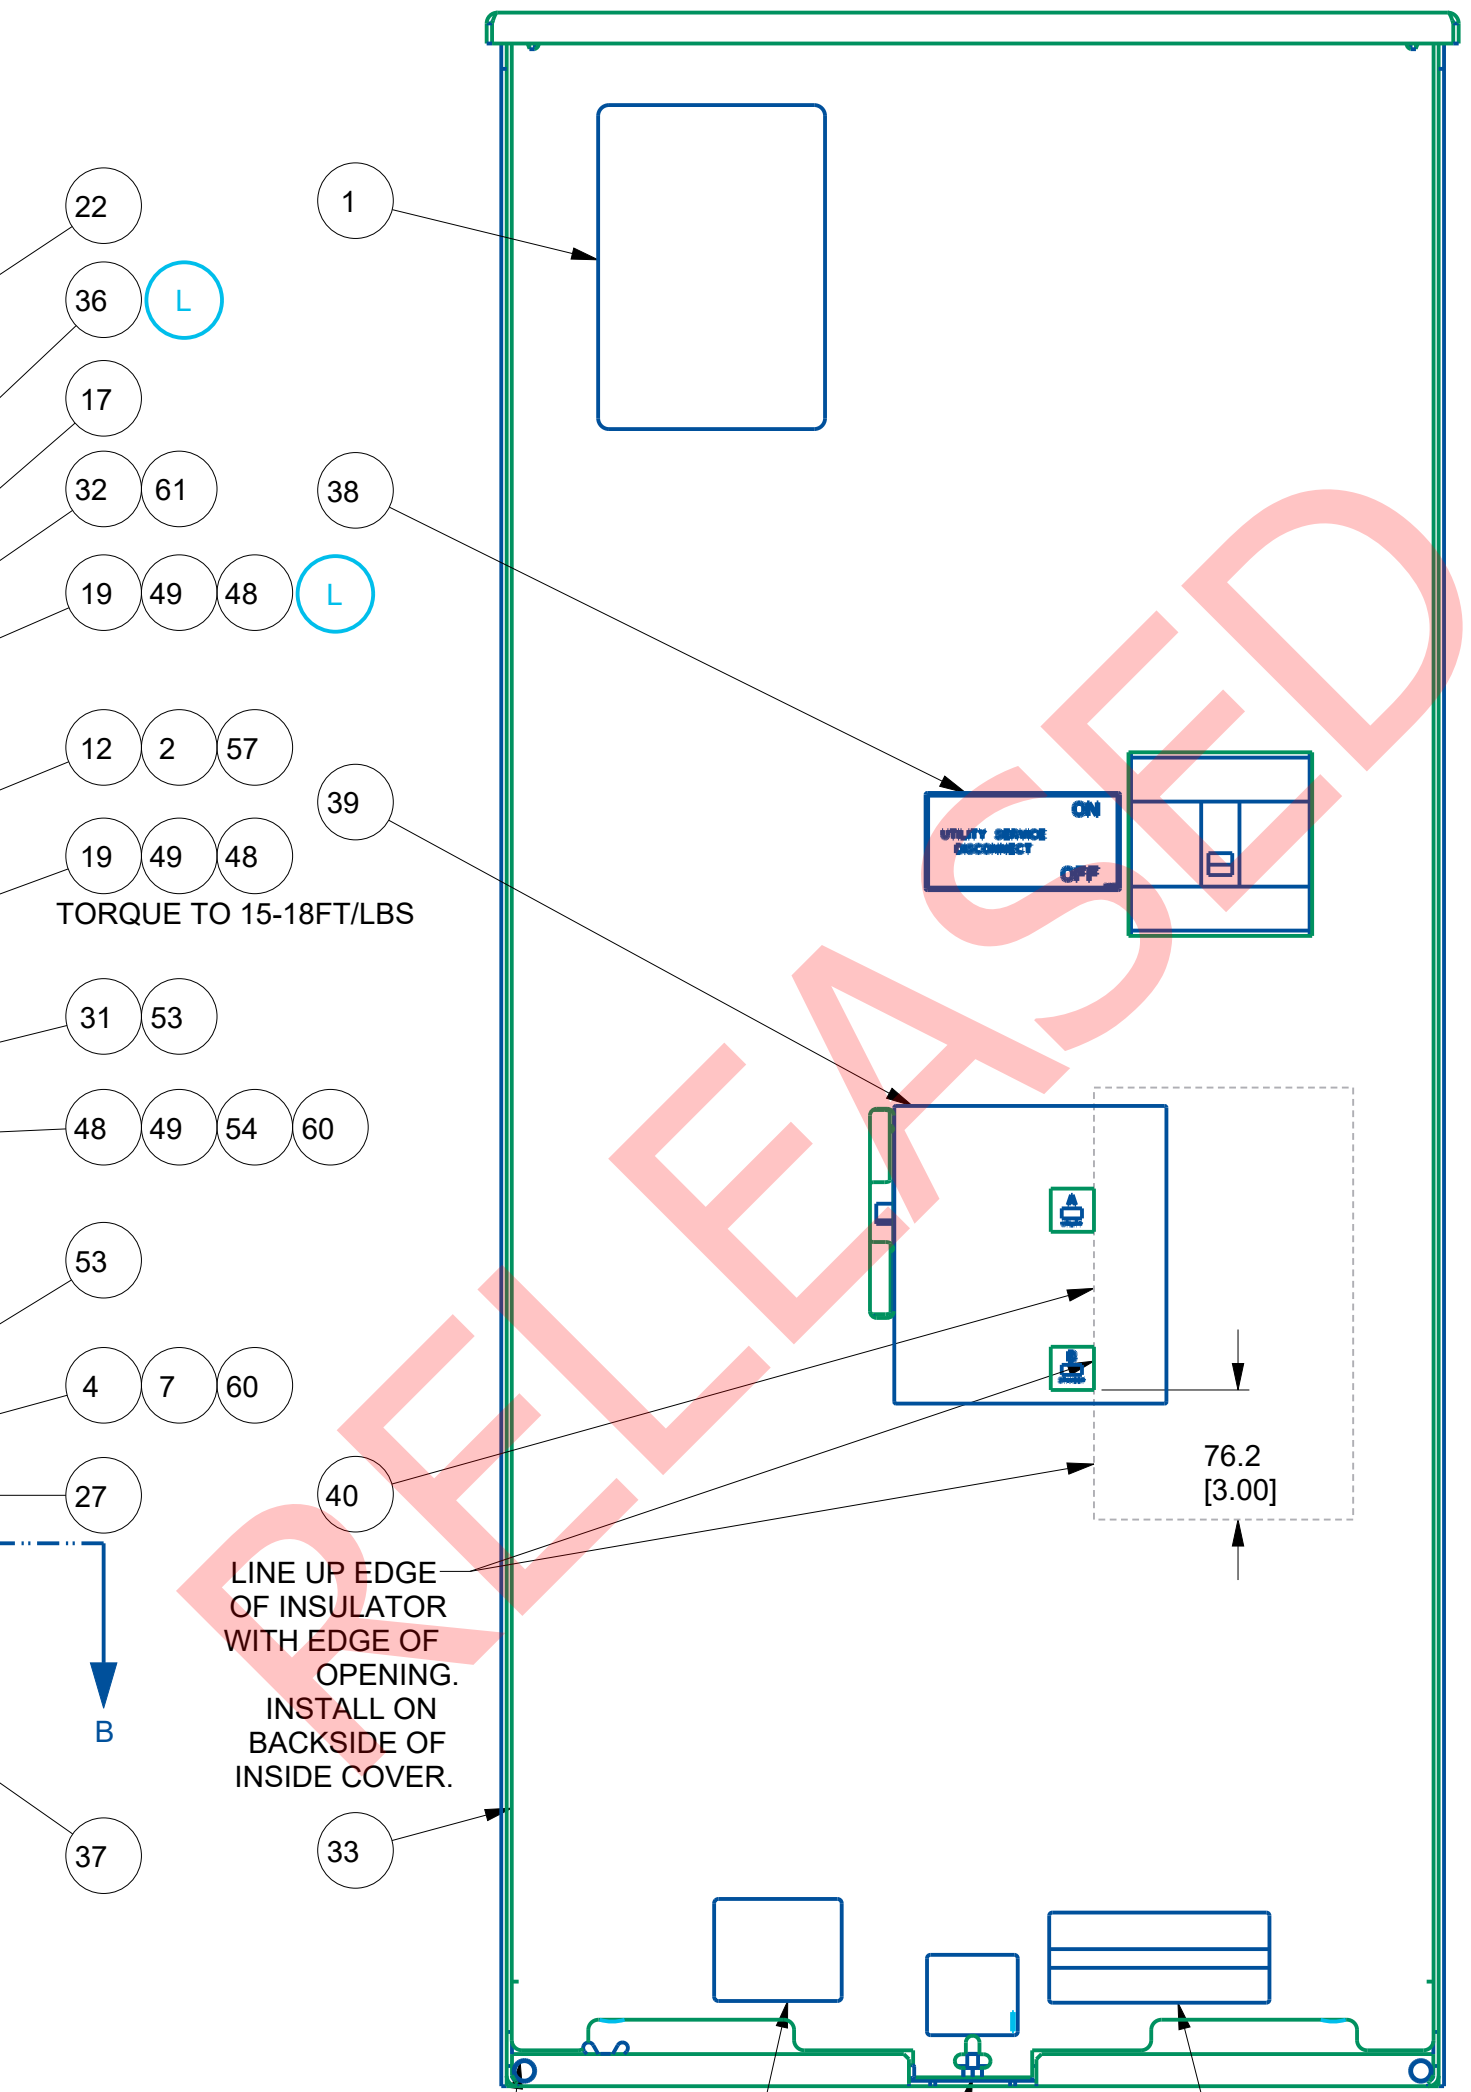 22
1
36 L
17
32 61
38
19 49 48 L
12 2 57
39
ON
UTILITY SERVICE
DISCONNECT
OFF
19 49 48
TORQUE TO 15-18FT/LBS
31 53
48 49 54 60
A
53
B
4 7 60
76.2
[3.00]
27
40
LINE UP EDGE
OF INSULATOR
WITH EDGE OF
OPENING.
INSTALL ON
BACKSIDE OF
INSIDE COVER.
B
37
33
RELEASED